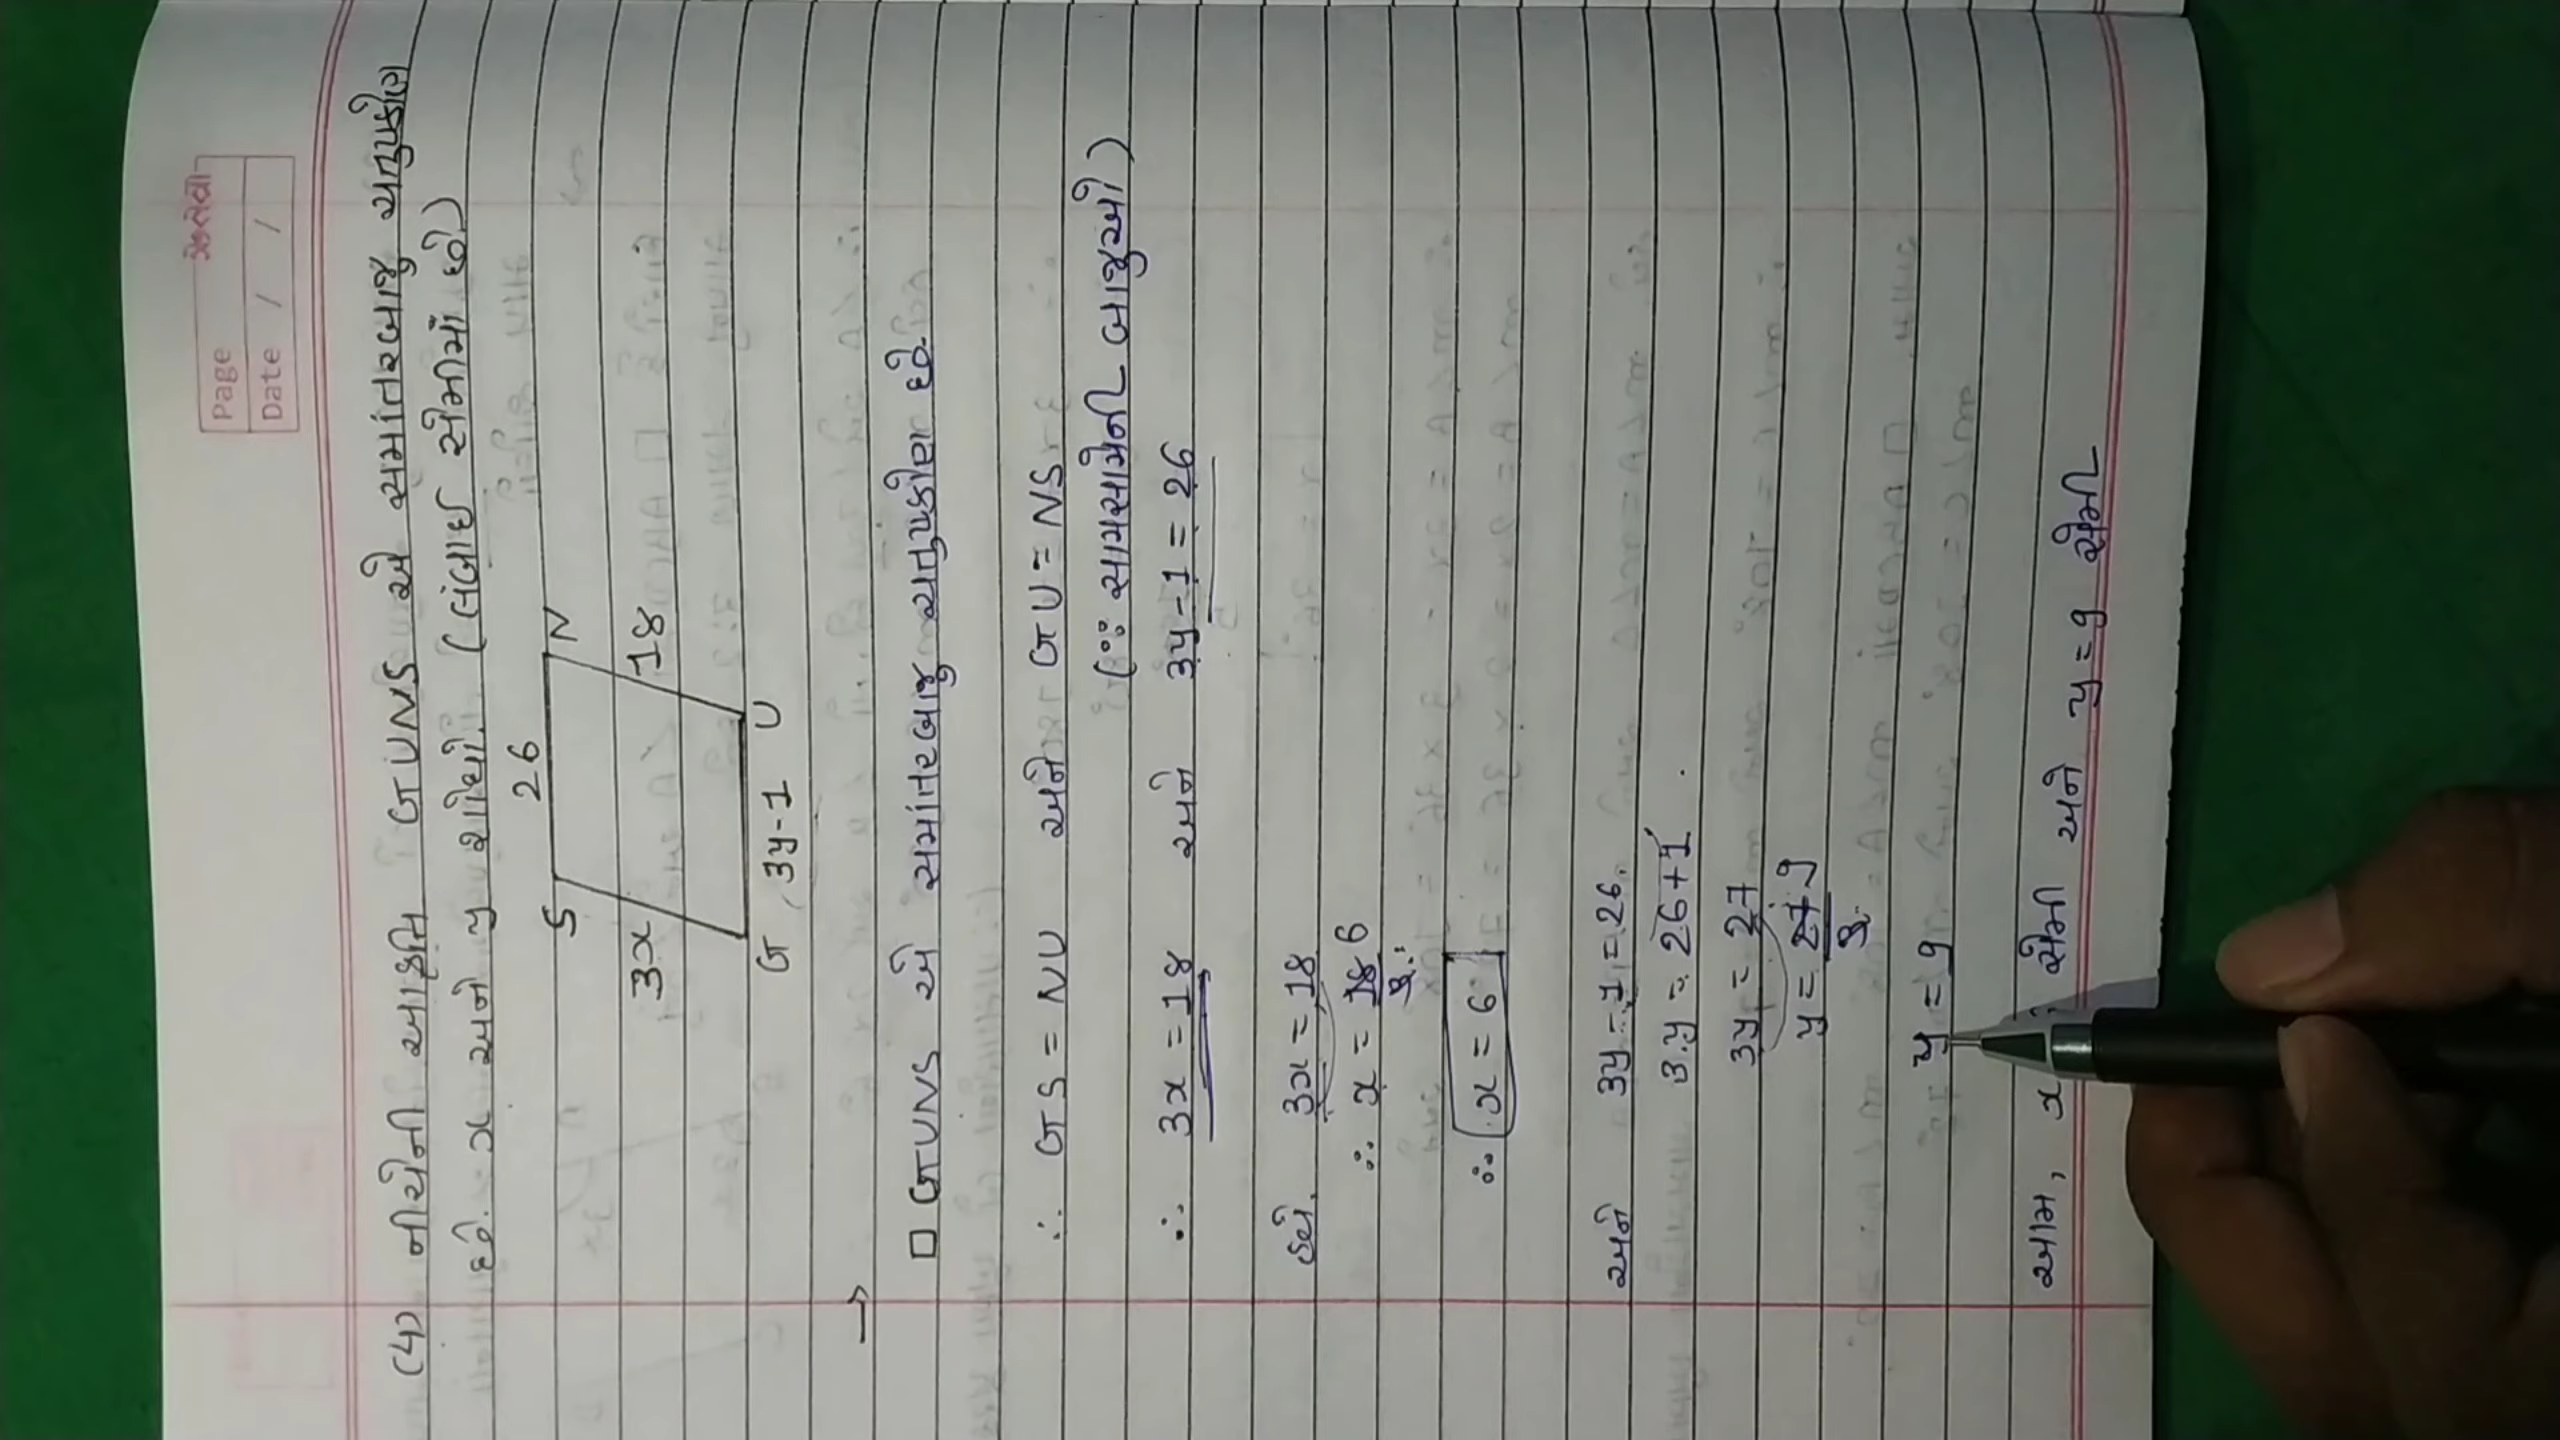 Page
Date / /
(4) નીચેની આકૃતિ GUNS એ સમાંતરબાજુ ચતુષ્કોણ
છે. x અને y શોધો. (લંબાઈ સેમીમાં છે)
26
S N
3x 18
G 3y-1 U
→
□ GUNS એ સમાંતરબાજુ ચતુષ્કોણ છે.
∴ GS = NU અને GU = NS
(∵ સામસામેની બાજુઓ)
∴ 3x = 18 અને 3y-1 = 26
હવે, 3x = 18
∴ x = 18 6
3
∴ x = 6
અને 3y-1 = 26
3y = 26+1
3y = 27
y = 27 9
3
y = 9
આમ, x સેમી અને y = 9 સેમી